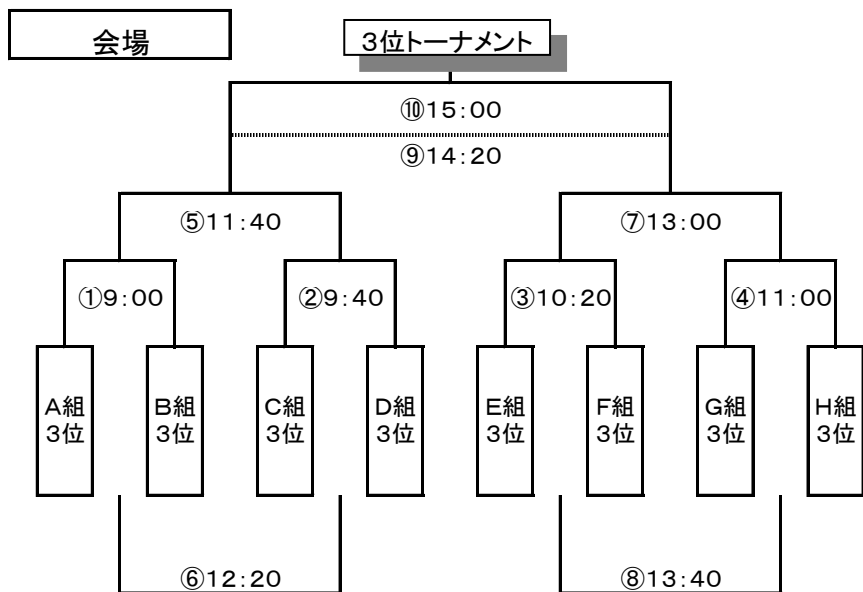 会場
3位トーナメント
⑩15:00
⑨14:20
⑤11:40
⑦13:00
①9:00
②9:40
③10:20
④11:00
A組
3位
B組
3位
C組
3位
D組
3位
E組
3位
F組
3位
G組
3位
H組
3位
⑥12:20
⑧13:40